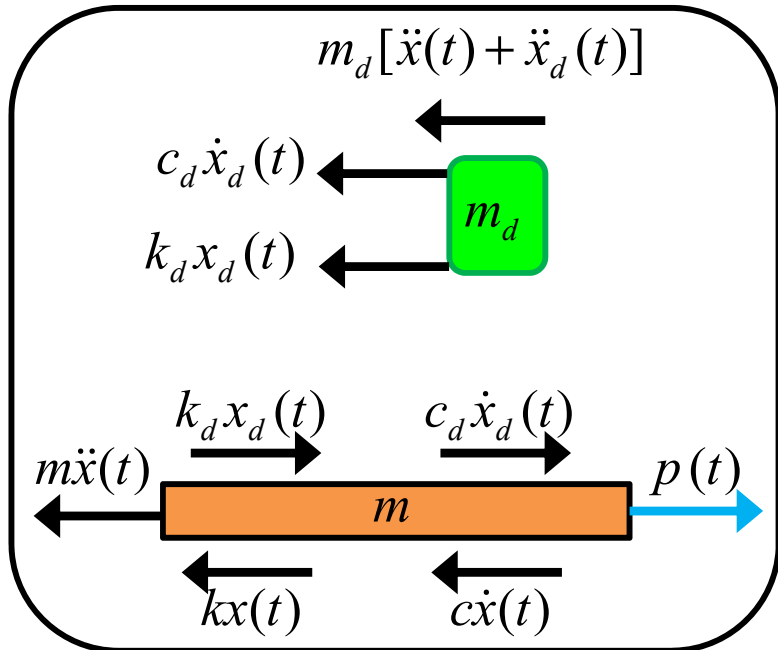 m_d[ẍ(t) + ẍ_d(t)]
c_d ẋ_d(t)
m_d
k_d x_d(t)
k_d x_d(t) c_d ẋ_d(t)
mẍ(t) p(t)
m
kx(t) cẋ(t)